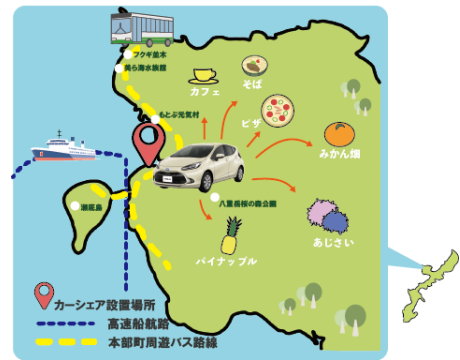 フクギ並木
美ら海水族館
カフェ
そば
もとぶ元気村
ピザ
みかん畑
八重岳桜の森公園
瀬底島
あじさい
パイナップル
カーシェア設置場所
高速船航路
本部町周遊バス路線